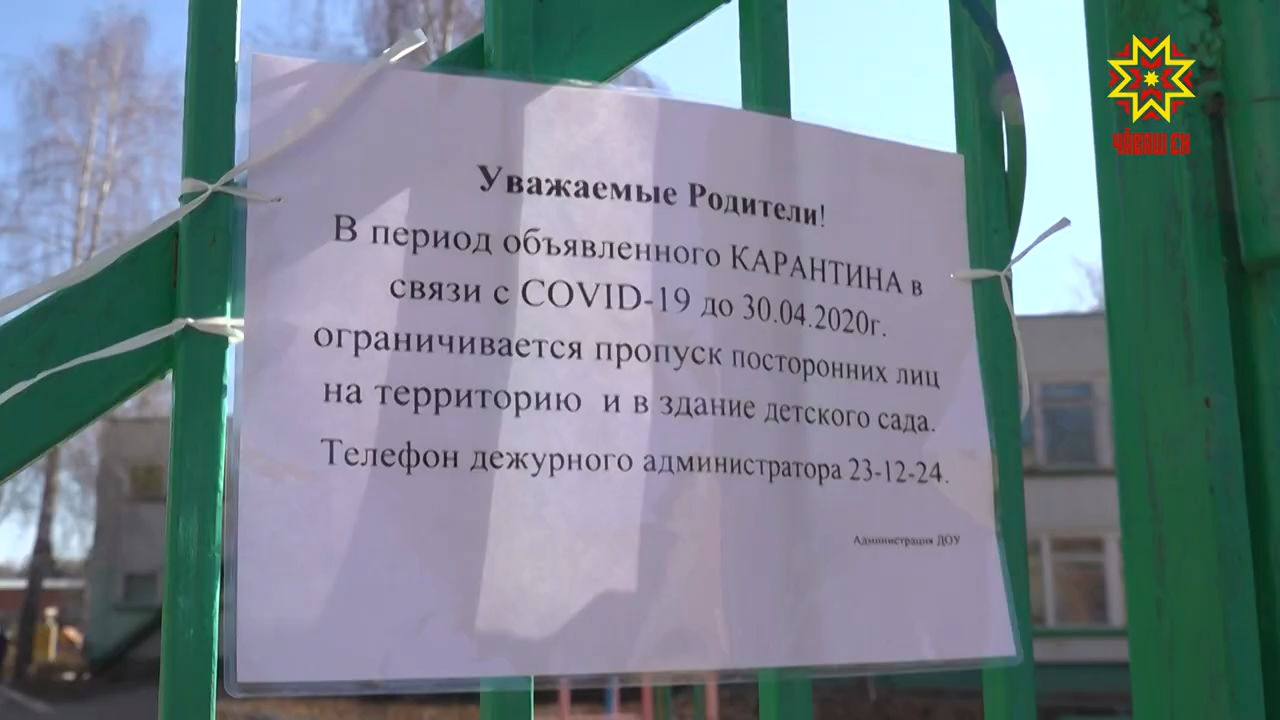 ЧӐВАШ ЕН
Уважаемые Родители!
В период объявленного КАРАНТИНА в
связи с COVID-19 до 30.04.2020г.
ограничивается пропуск посторонних лиц
на территорию и в здание детского сада.
Телефон дежурного администратора 23-12-24.
Администрация ДОУ